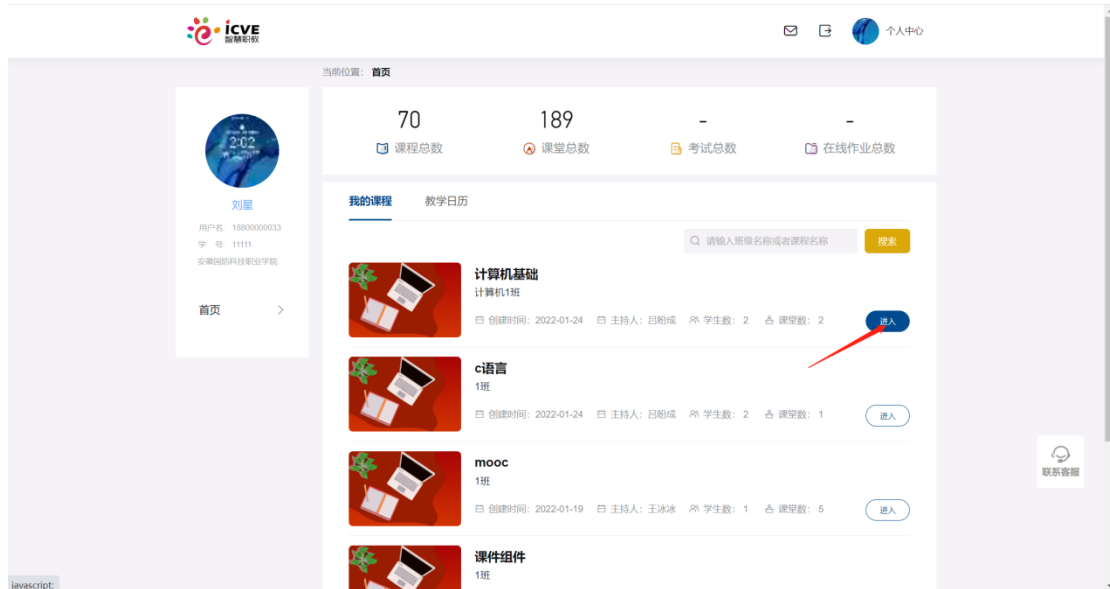 icve
智慧职教
个人中心
当前位置： 首页
2:02
刘星
用户名: 18800000033
学 号: 11111
安徽国防科技职业学院
首页
70 189 - -
课程总数 课堂总数 考试总数 在线作业总数
我的课程 教学日历
请输入班级名称或者课程名称 搜索
计算机基础
计算机1班
创建时间：2022-01-24 主持人：吕盼成 学生数：2 课堂数：2 进入
c语言
1班
创建时间：2022-01-24 主持人：吕盼成 学生数：2 课堂数：1 进入
mooc
1班
创建时间：2022-01-19 主持人：王冰冰 学生数：1 课堂数：5 进入
课件组件
1班
联系客服
javascript: